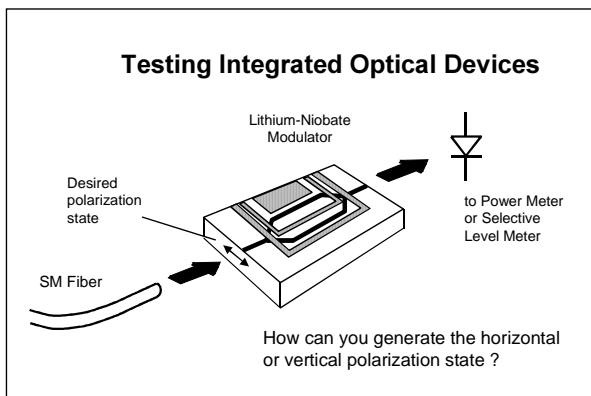 Testing Integrated Optical Devices
Lithium-Niobate
Modulator
Desired
polarization
state
to Power Meter
or Selective
Level Meter
SM Fiber
How can you generate the horizontal
or vertical polarization state ?